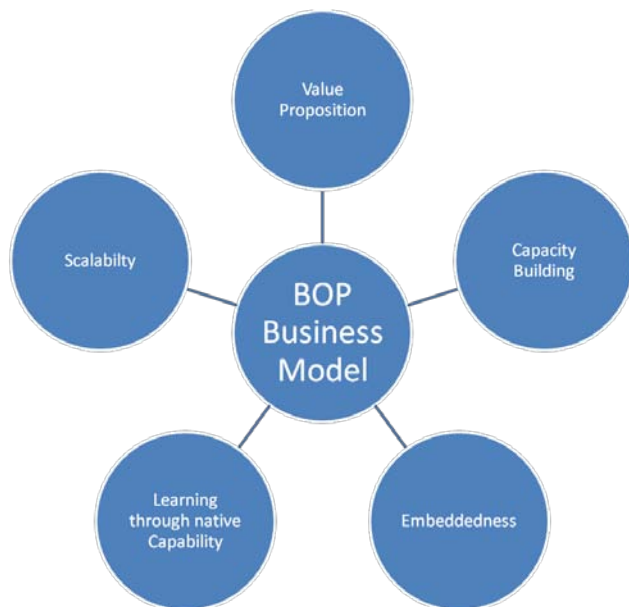 Value
Proposition
Scalabilty
Capacity
Building
BOP
Business
Model
Learning
through native
Capability
Embeddedness